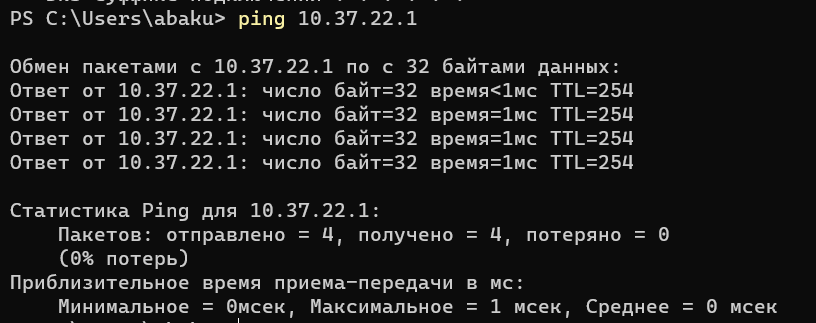 PS C:\Users\abaku> ping 10.37.22.1
Обмен пакетами с 10.37.22.1 по с 32 байтами данных:
Ответ от 10.37.22.1: число байт=32 время<1мс TTL=254
Ответ от 10.37.22.1: число байт=32 время=1мс TTL=254
Ответ от 10.37.22.1: число байт=32 время=1мс TTL=254
Ответ от 10.37.22.1: число байт=32 время=1мс TTL=254
Статистика Ping для 10.37.22.1:
Пакетов: отправлено = 4, получено = 4, потеряно = 0
(0% потерь)
Приблизительное время приема-передачи в мс:
Минимальное = 0мсек, Максимальное = 1 мсек, Среднее = 0 мсек